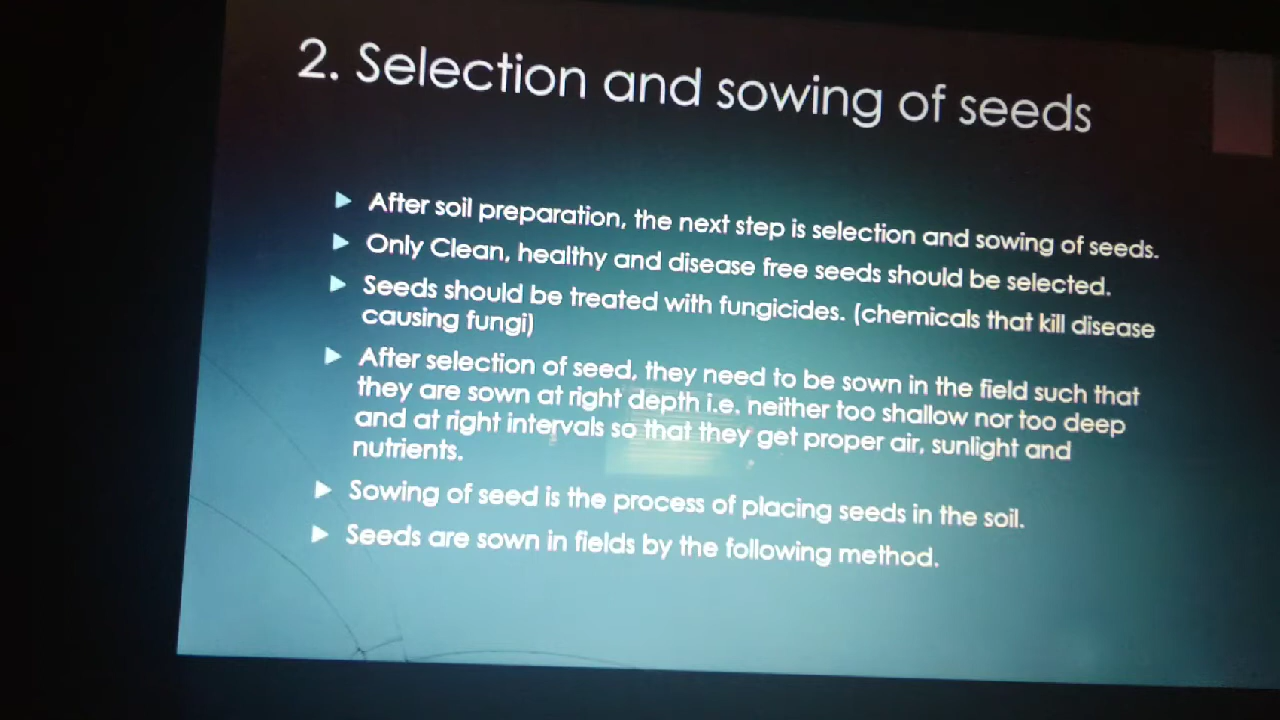 2. Selection and sowing of seeds
After soil preparation, the next step is selection and sowing of seeds.
Only Clean, healthy and disease free seeds should be selected.
Seeds should be treated with fungicides. (chemicals that kill disease
causing fungi)
After selection of seed, they need to be sown in the field such that
they are sown at right depth i.e. neither too shallow nor too deep
and at right intervals so that they get proper air, sunlight and
nutrients.
Sowing of seed is the process of placing seeds in the soil.
Seeds are sown in fields by the following method.